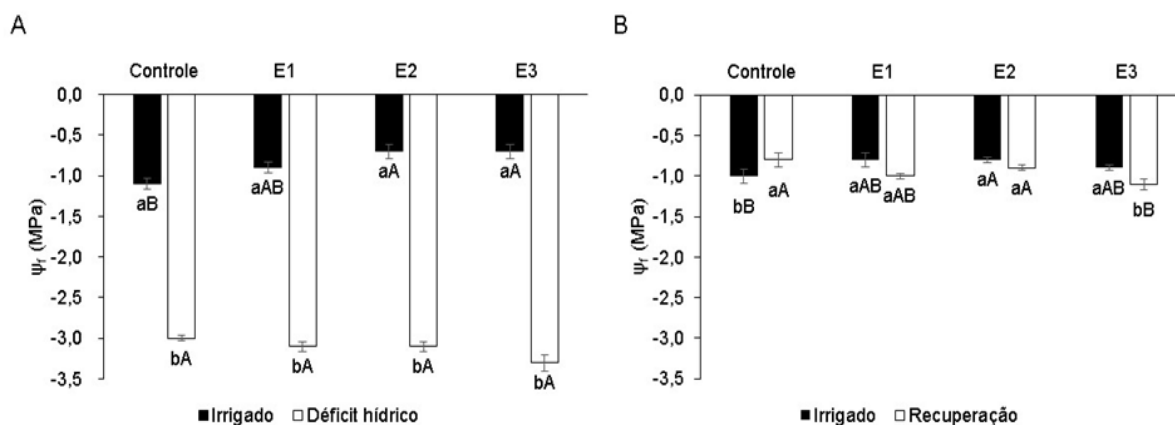 A
Controle E1 E2 E3
0,0
-0,5
-1,0
-1,5
-2,0
-2,5
-3,0
-3,5
Ψf (MPa)
aB bA aAB bA aA bA aA bA
Irrigado Déficit hídrico
B
Controle E1 E2 E3
0,0
-0,5
-1,0
-1,5
-2,0
-2,5
-3,0
-3,5
Ψf (MPa)
bB aA aAB aAB aA aA aAB bB
Irrigado Recuperação